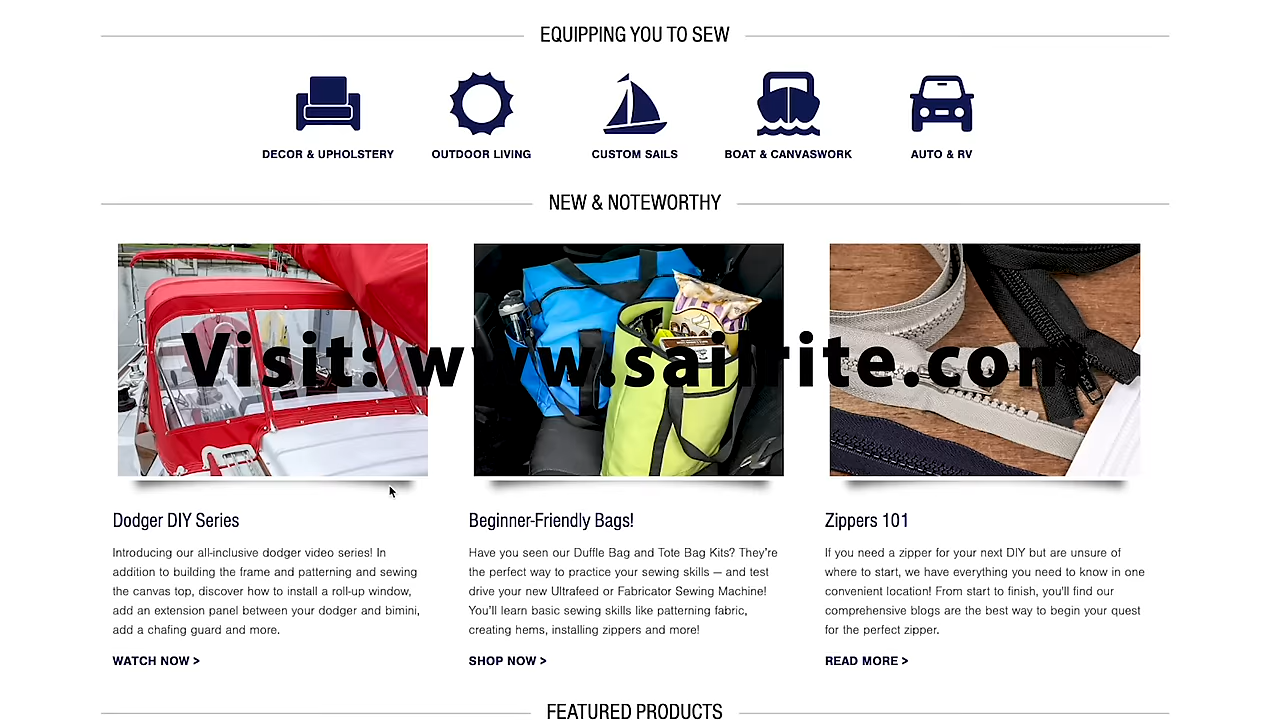 EQUIPPING YOU TO SEW
DECOR & UPHOLSTERY
OUTDOOR LIVING
CUSTOM SAILS
BOAT & CANVASWORK
AUTO & RV
NEW & NOTEWORTHY
Visit: www.sailrite.com
Dodger DIY Series
Introducing our all-inclusive dodger video series! In
addition to building the frame and patterning and sewing
the canvas top, discover how to install a roll-up window,
add an extension panel between your dodger and bimini,
add a chafing guard and more.
WATCH NOW >
Beginner-Friendly Bags!
Have you seen our Duffle Bag and Tote Bag Kits? They're
the perfect way to practice your sewing skills — and test
drive your new Ultrafeed or Fabricator Sewing Machine!
You'll learn basic sewing skills like patterning fabric,
creating hems, installing zippers and more!
SHOP NOW >
Zippers 101
If you need a zipper for your next DIY but are unsure of
where to start, we have everything you need to know in one
convenient location! From start to finish, you'll find our
comprehensive blogs are the best way to begin your quest
for the perfect zipper.
READ MORE >
FEATURED PRODUCTS